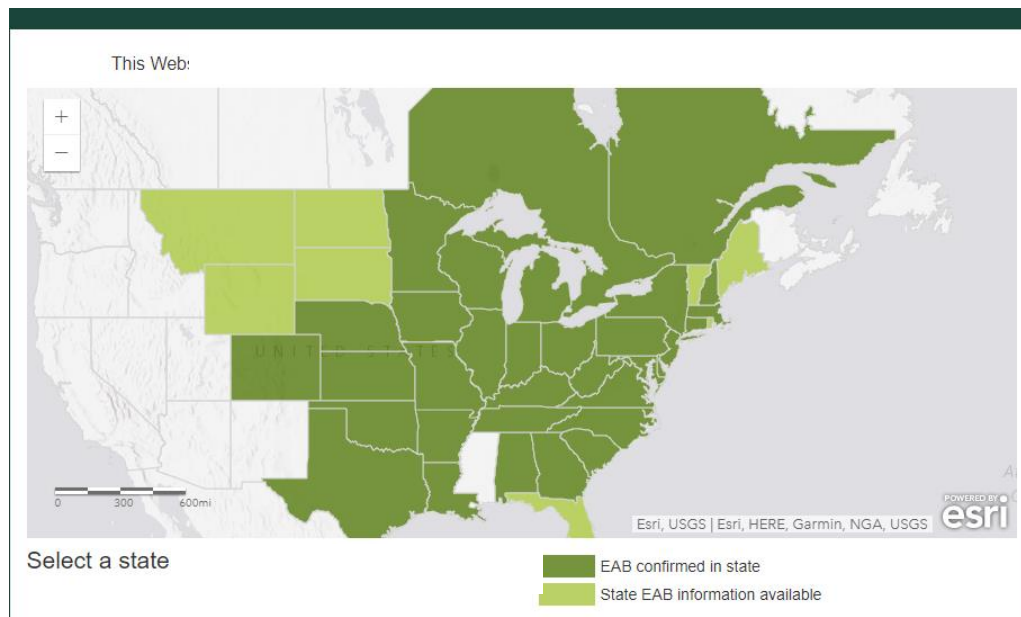 This Web
+
−
UNITED STATES
0 300 600mi
Esri, USGS | Esri, HERE, Garmin, NGA, USGS
POWERED BY
esri
Select a state
EAB confirmed in state
State EAB information available